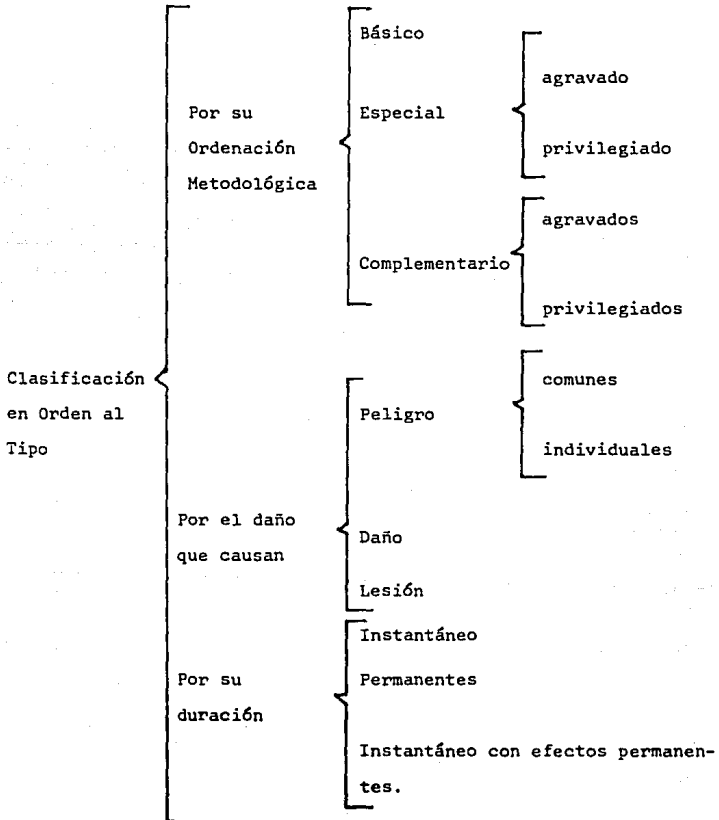 Clasificación
en Orden al
Tipo
Por su
Ordenación
Metodológica
Básico
Especial
agravado
privilegiado
Complementario
agravados
privilegiados
Por el daño
que causan
Peligro
comunes
individuales
Daño
Lesión
Por su
duración
Instantáneo
Permanentes
Instantáneo con efectos permanen-
tes.